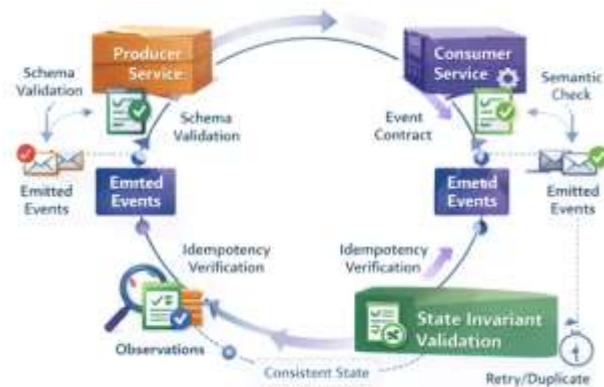 Producer
Service
Consumer
Service
Schema
Validation
Semantic
Check
Schema
Validation
Event
Contract
Emitted
Events
Emrted
Events
Emetd
Events
Emitted
Events
Idempotency
Verification
Idempotency
Verification
Observations
State Invariant
Validation
Consistent State
Retry/Duplicate